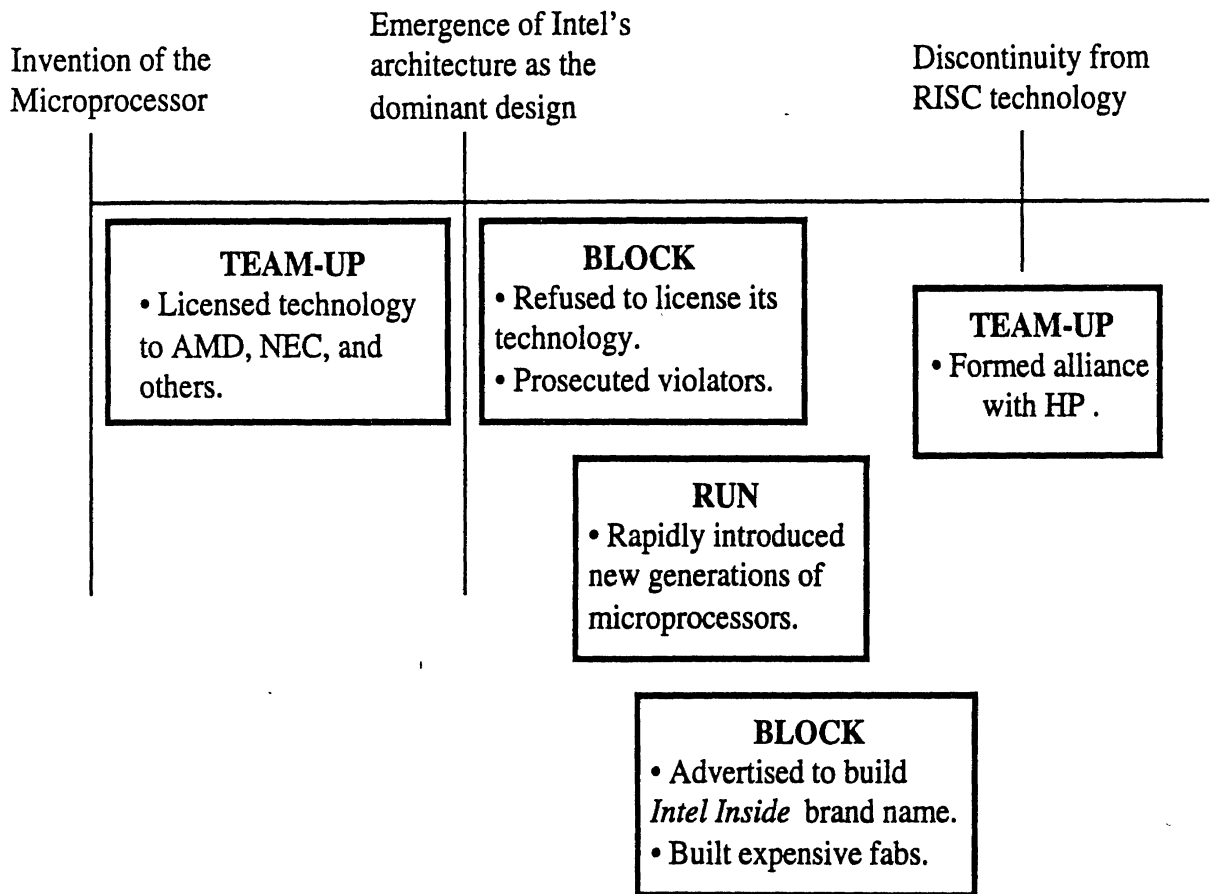 Invention of the
Microprocessor
Emergence of Intel's
architecture as the
dominant design
Discontinuity from
RISC technology
TEAM-UP
• Licensed technology
to AMD, NEC, and
others.
BLOCK
• Refused to license its
technology.
• Prosecuted violators.
TEAM-UP
• Formed alliance
with HP .
RUN
• Rapidly introduced
new generations of
microprocessors.
BLOCK
• Advertised to build
Intel Inside brand name.
• Built expensive fabs.